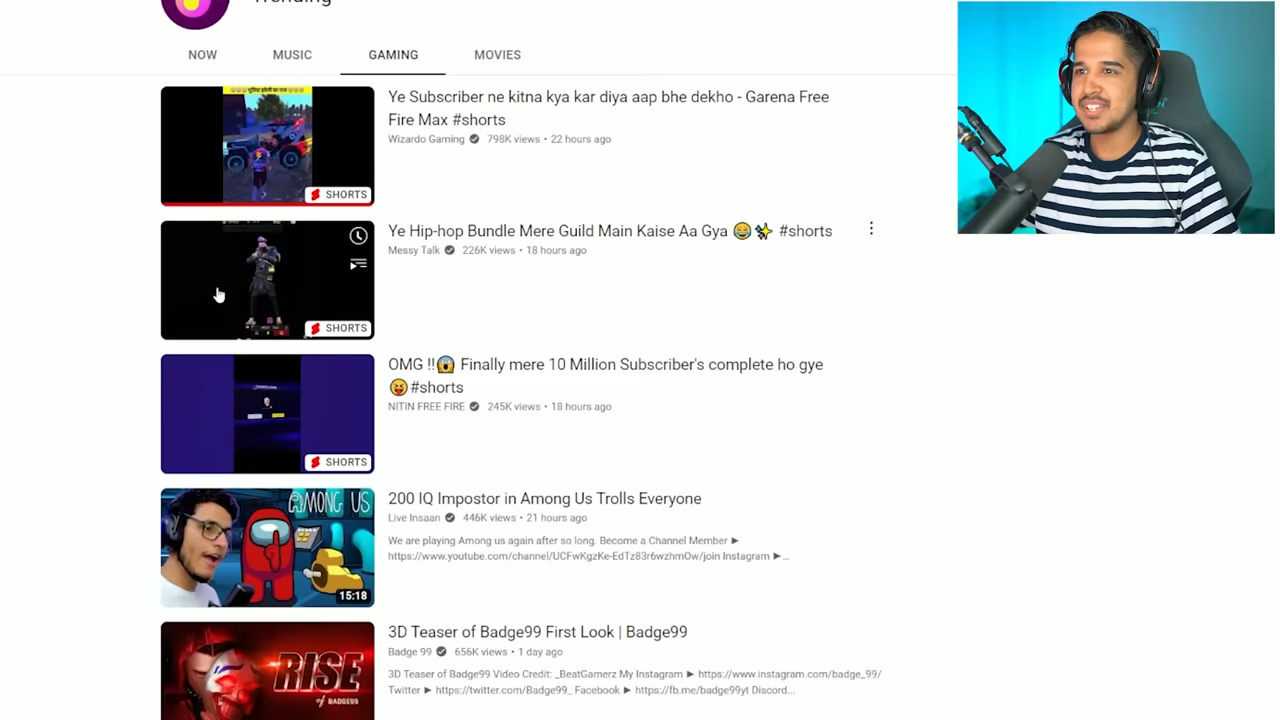 Trending
NOW
MUSIC
GAMING
MOVIES
SHORTS
Ye Subscriber ne kitna kya kar diya aap bhe dekho - Garena Free
Fire Max #shorts
Wizardo Gaming 798K views • 22 hours ago
SHORTS
Ye Hip-hop Bundle Mere Guild Main Kaise Aa Gya 😂✨ #shorts
Messy Talk 226K views • 18 hours ago
SHORTS
OMG !!😱 Finally mere 10 Million Subscriber's complete ho gye
😝#shorts
NITIN FREE FIRE 245K views • 18 hours ago
AMONG US
15:18
200 IQ Impostor in Among Us Trolls Everyone
Live Insaan 446K views • 21 hours ago
We are playing Among us again after so long. Become a Channel Member ►
https://www.youtube.com/channel/UCFwKgzKe-EdTz83r6wzhmOw/join Instagram ►...
RISE
of BADGE99
3D Teaser of Badge99 First Look | Badge99
Badge 99 656K views • 1 day ago
3D Teaser of Badge99 Video Credit: _BeatGamerz My Instagram ► https://www.instagram.com/badge_99/
Twitter ► https://twitter.com/Badge99_ Facebook ► https://fb.me/badge99yt Discord...